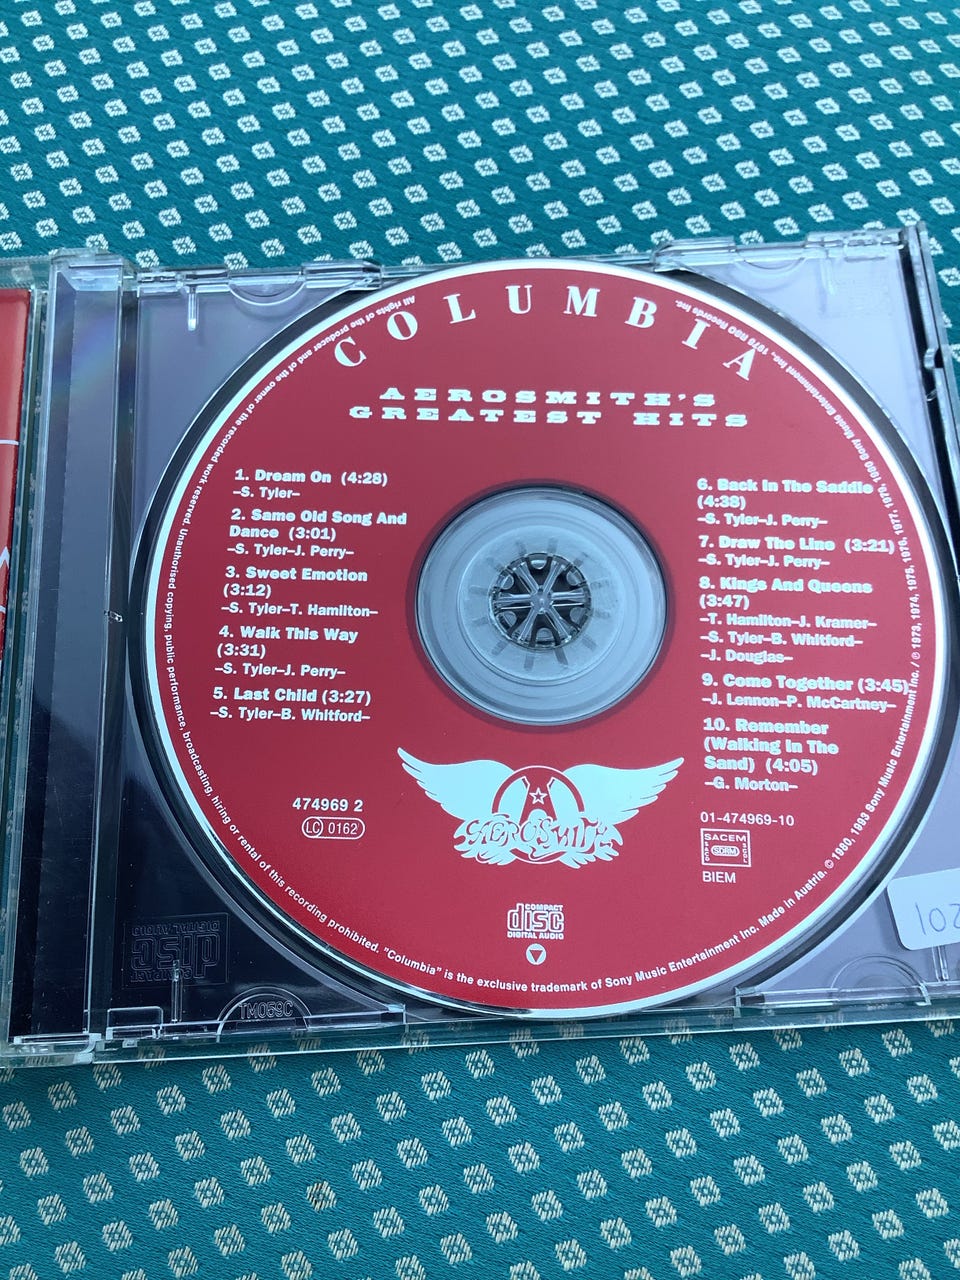 COLUMBIA
AEROSMITH'S
GREATEST HITS
1. Dream On (4:28)
–S. Tyler–
2. Same Old Song And
Dance (3:01)
–S. Tyler–J. Perry–
3. Sweet Emotion
(3:12)
–S. Tyler–T. Hamilton–
4. Walk This Way
(3:31)
–S. Tyler–J. Perry–
5. Last Child (3:27)
–S. Tyler–B. Whitford–
6. Back In The Saddle
(4:38)
–S. Tyler–J. Perry–
7. Draw The Line (3:21)
–S. Tyler–J. Perry–
8. Kings And Queens
(3:47)
–T. Hamilton–J. Kramer–
–S. Tyler–B. Whitford–
–J. Douglas–
9. Come Together (3:45)
–J. Lennon–P. McCartney–
10. Remember
(Walking In The
Sand) (4:05)
–G. Morton–
474969 2
LC 0162
AEROSMITH
01-474969-10
SACEM
SDRM
BIEM
COMPACT
disc
DIGITAL AUDIO
All rights of the producer and of the owner of the recorded work reserved. Unauthorised copying, public performance, broadcasting, hiring or rental of this recording prohibited. "Columbia" is the exclusive trademark of Sony Music Entertainment Inc. Made in Austria. © 1980, 1993 Sony Music Entertainment Inc. / ℗ 1973, 1974, 1975, 1976, 1977, 1979, 1980 Sony Music Entertainment Inc., 1978 RSO Records Inc.
COMPACT
disc
DIGITAL AUDIO
TM059C
102